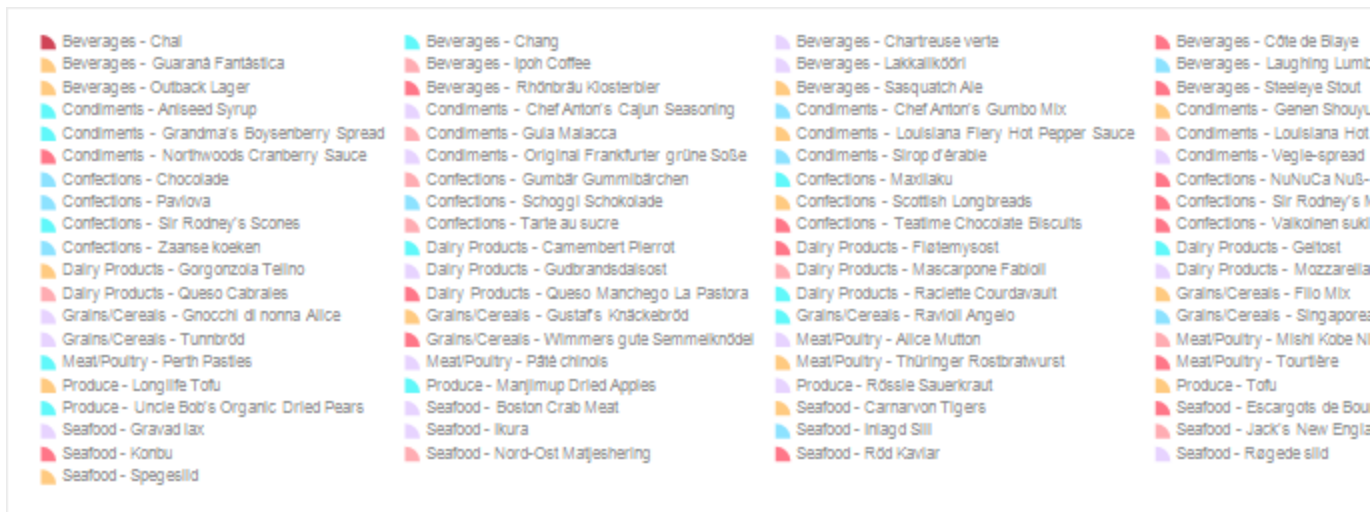 Beverages - Chai Beverages - Chang Beverages - Chartreuse verte Beverages - Côte de Blaye
Beverages - Guaraná Fantástica Beverages - Ipoh Coffee Beverages - Lakkalikööri Beverages - Laughing Lumb
Beverages - Outback Lager Beverages - Rhönbräu Klosterbier Beverages - Sasquatch Ale Beverages - Steeleye Stout
Condiments - Aniseed Syrup Condiments - Chef Anton's Cajun Seasoning Condiments - Chef Anton's Gumbo Mix Condiments - Genen Shouy
Condiments - Grandma's Boysenberry Spread Condiments - Gula Malacca Condiments - Louisiana Fiery Hot Pepper Sauce Condiments - Louisiana Hot
Condiments - Northwoods Cranberry Sauce Condiments - Original Frankfurter grüne Soße Condiments - Sirop d'érable Condiments - Vegie-spread
Confections - Chocolade Confections - Gumbär Gummibärchen Confections - Maxilaku Confections - NuNuCa Nuß-
Confections - Pavlova Confections - Schoggi Schokolade Confections - Scottish Longbreads Confections - Sir Rodney's M
Confections - Sir Rodney's Scones Confections - Tarte au sucre Confections - Teatime Chocolate Biscuits Confections - Valkoinen sukl
Confections - Zaanse koeken Dairy Products - Camembert Pierrot Dairy Products - Fløtemysost Dairy Products - Geitost
Dairy Products - Gorgonzola Telino Dairy Products - Gudbrandsdalsost Dairy Products - Mascarpone Fabioli Dairy Products - Mozzarella
Dairy Products - Queso Cabrales Dairy Products - Queso Manchego La Pastora Dairy Products - Raclette Courdavault Grains/Cereals - Filo Mix
Grains/Cereals - Gnocchi di nonna Alice Grains/Cereals - Gustaf's Knäckebröd Grains/Cereals - Ravioli Angelo Grains/Cereals - Singaporea
Grains/Cereals - Tunnbröd Grains/Cereals - Wimmers gute Semmelknödel Meat/Poultry - Alice Mutton Meat/Poultry - Mishi Kobe Ni
Meat/Poultry - Perth Pasties Meat/Poultry - Pâté chinois Meat/Poultry - Thüringer Rostbratwurst Meat/Poultry - Tourtière
Produce - Longlife Tofu Produce - Manjimup Dried Apples Produce - Rössle Sauerkraut Produce - Tofu
Produce - Uncle Bob's Organic Dried Pears Seafood - Boston Crab Meat Seafood - Carnarvon Tigers Seafood - Escargots de Bou
Seafood - Gravad lax Seafood - Ikura Seafood - Inlagd Sill Seafood - Jack's New Engla
Seafood - Konbu Seafood - Nord-Ost Matjeshering Seafood - Röd Kaviar Seafood - Røgede sild
Seafood - Spegesild